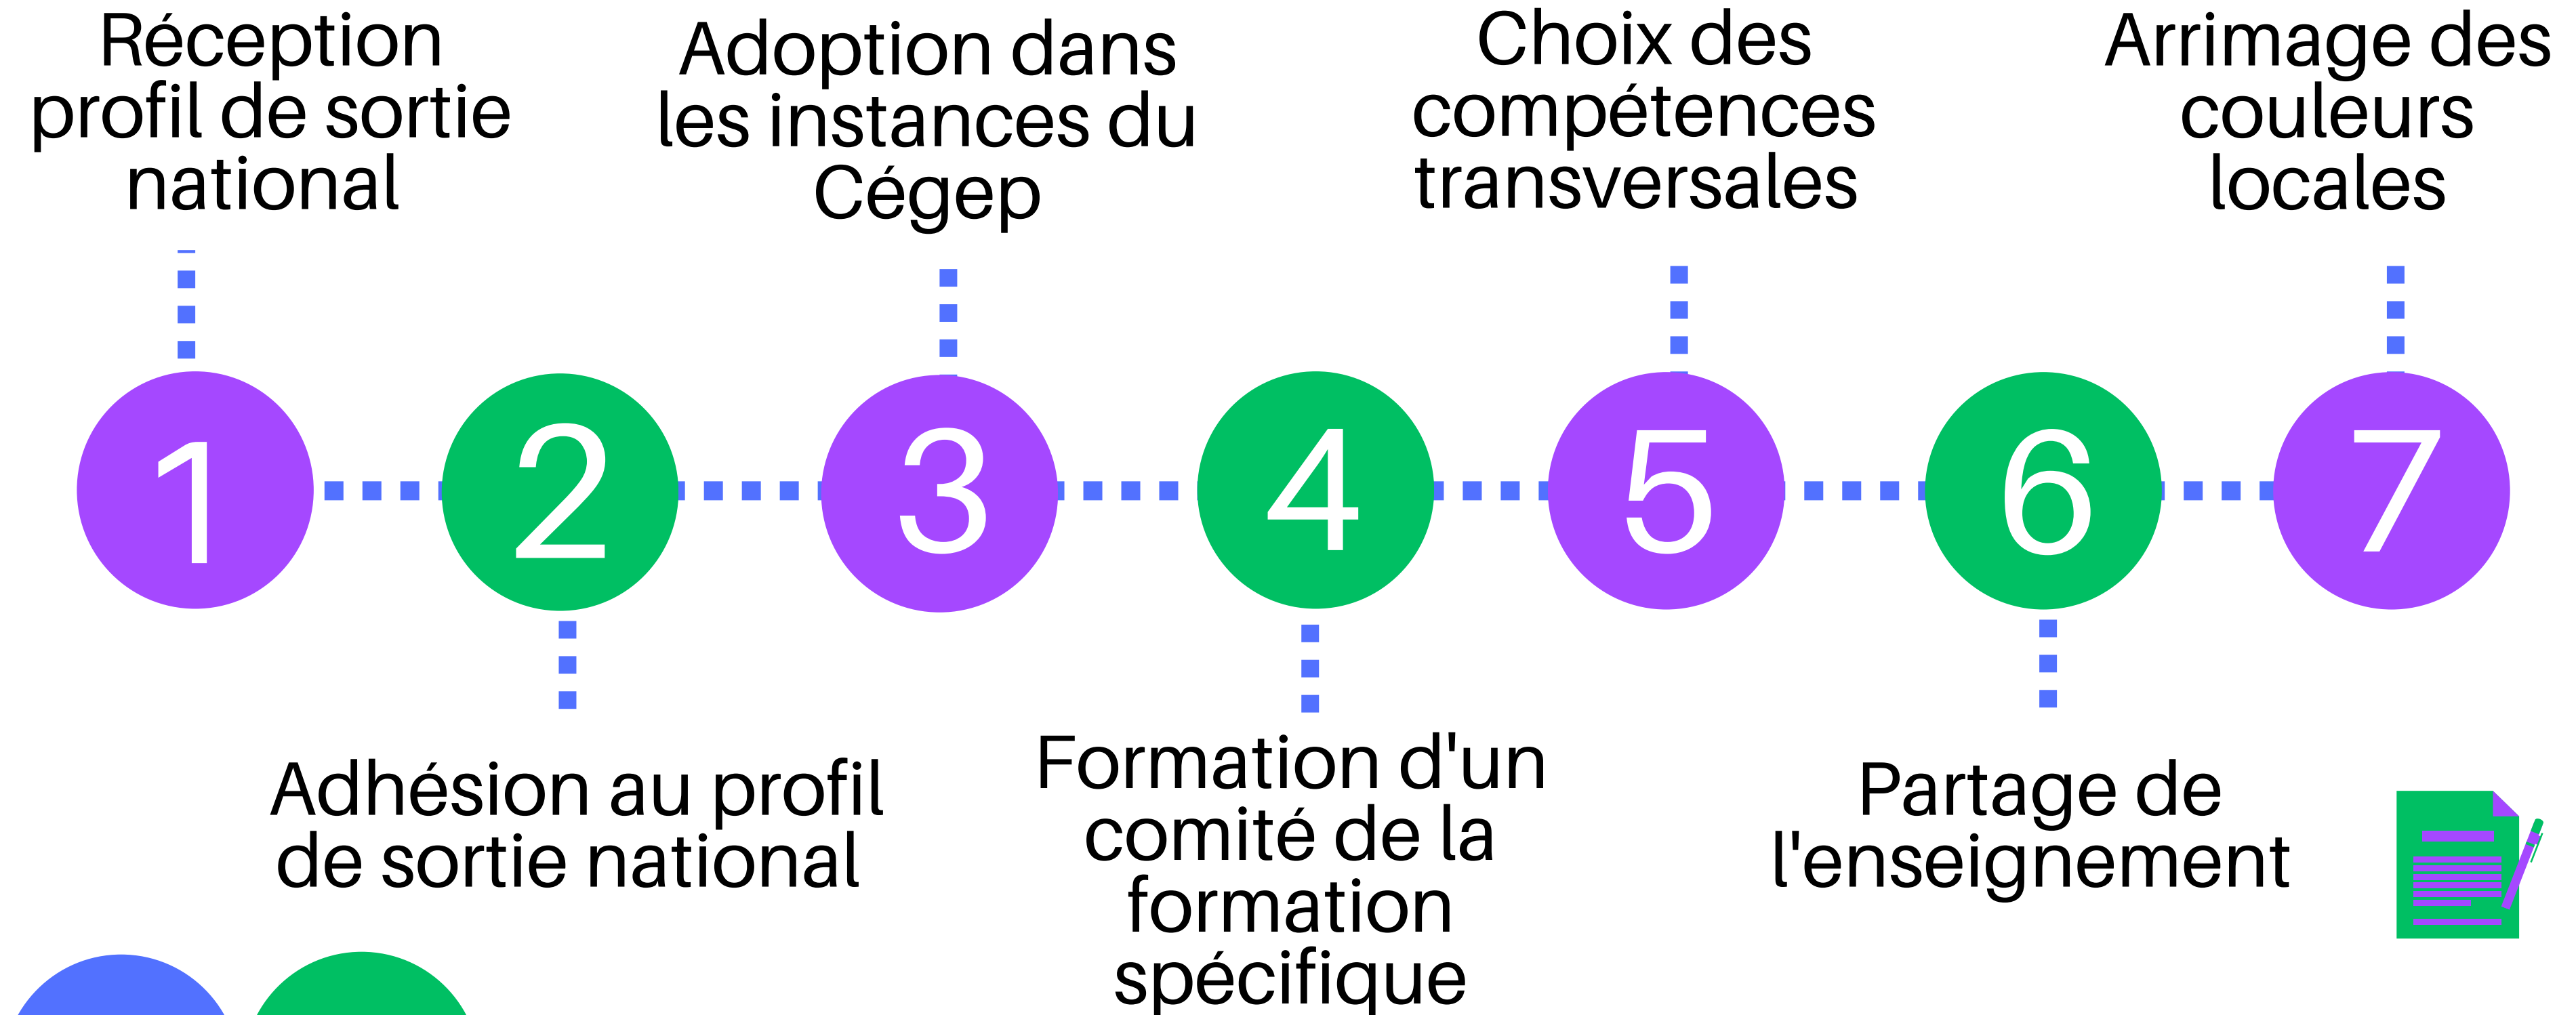 Réception
profil de sortie
national
Adoption dans
les instances du
Cégep
Choix des
compétences
transversales
Arrimage des
couleurs
locales
1
2
3
4
5
6
7
Adhésion au profil
de sortie national
Formation d'un
comité de la
formation
spécifique
Partage de
l'enseignement